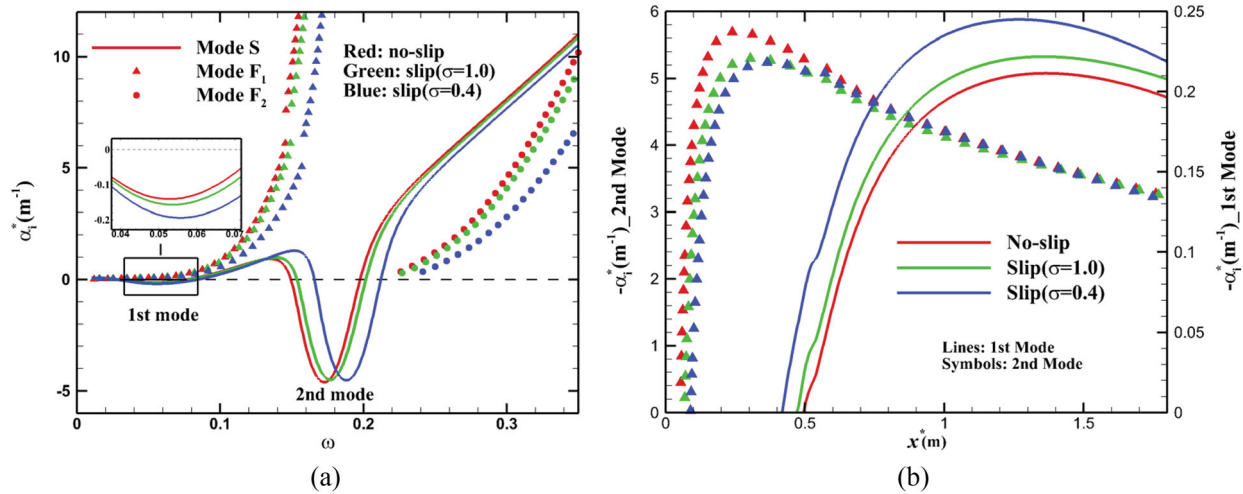 10
5
0
-5
0
0.1
0.2
0.3
α*i(m-1)
ω
Mode S
Mode F1
Mode F2
Red: no-slip
Green: slip(σ=1.0)
Blue: slip(σ=0.4)
0
-0.1
-0.2
0.04
0.05
0.06
0.07
1st mode
2nd mode
(a)
-6
5
4
3
2
1
0
-α*i(m-1)_2nd Mode
0
0.5
1
1.5
x*(m)
0.25
0.2
0.15
0.1
0.05
0
-α*i(m-1)_1st Mode
No-slip
Slip(σ=1.0)
Slip(σ=0.4)
Lines: 1st Mode
Symbols: 2nd Mode
(b)